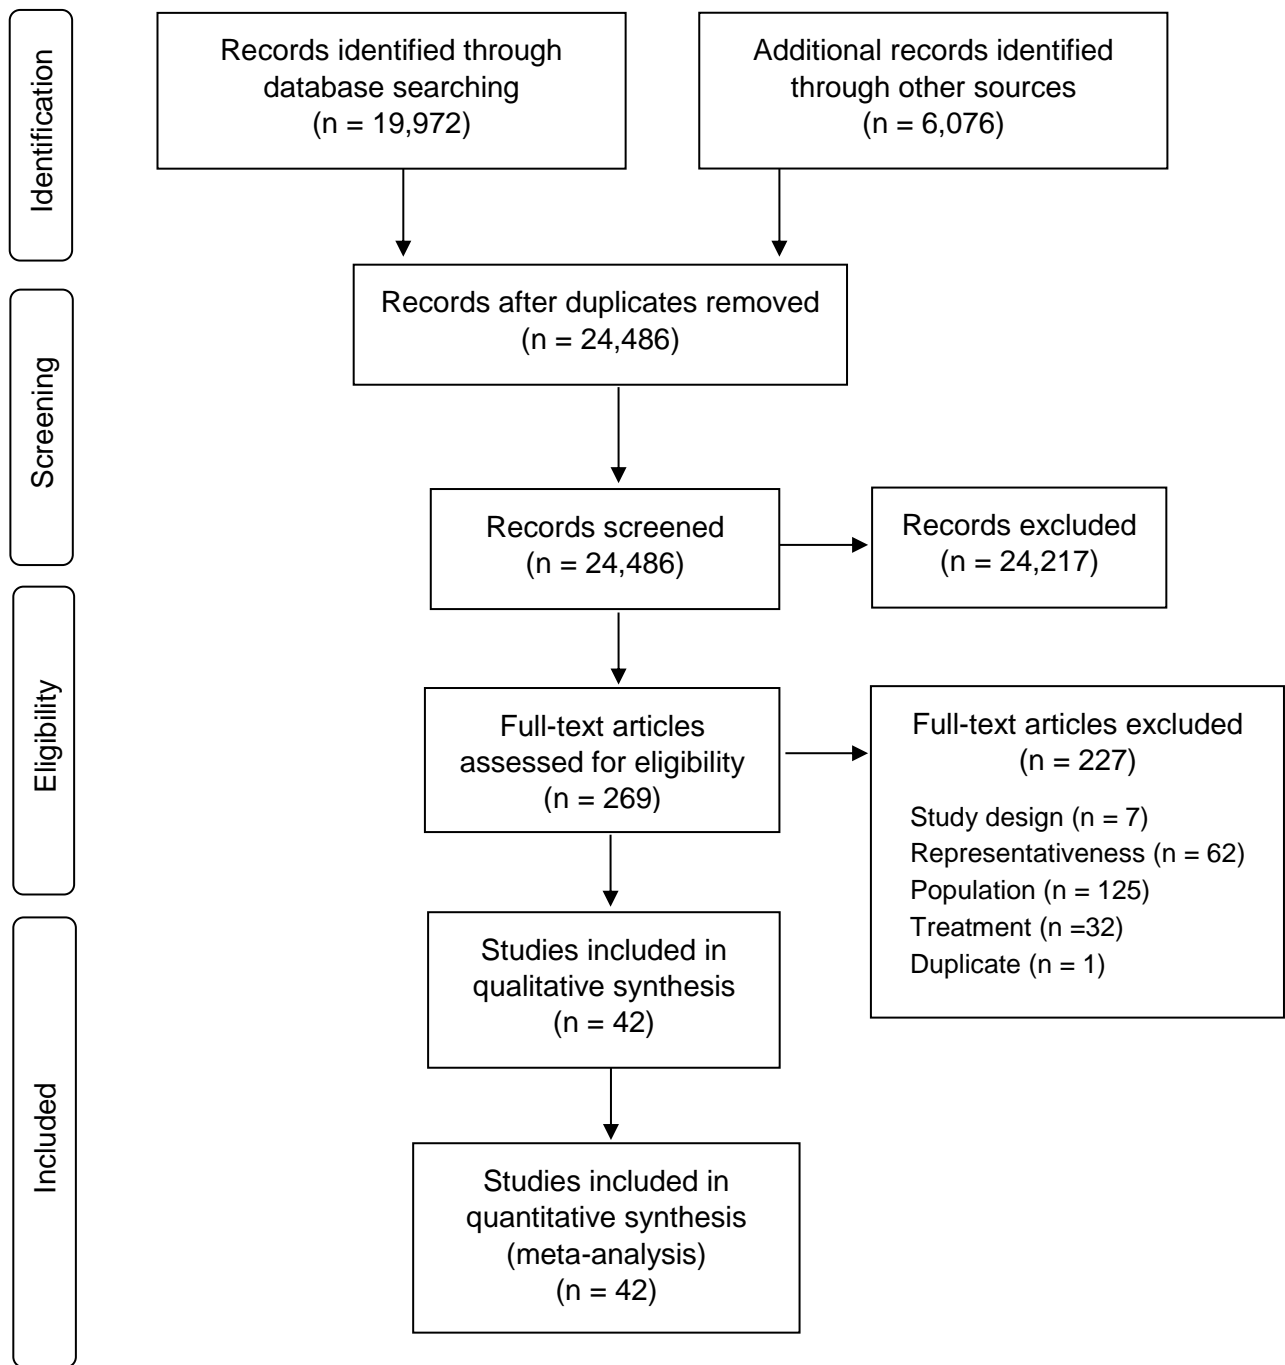 Identification
Records identified through
database searching
(n = 19,972)
Additional records identified
through other sources
(n = 6,076)
Records after duplicates removed
(n = 24,486)
Screening
Records screened
(n = 24,486)
Records excluded
(n = 24,217)
Eligibility
Full-text articles
assessed for eligibility
(n = 269)
Full-text articles excluded
(n = 227)
Study design (n = 7)
Representativeness (n = 62)
Population (n = 125)
Treatment (n =32)
Duplicate (n = 1)
Included
Studies included in
qualitative synthesis
(n = 42)
Studies included in
quantitative synthesis
(meta-analysis)
(n = 42)